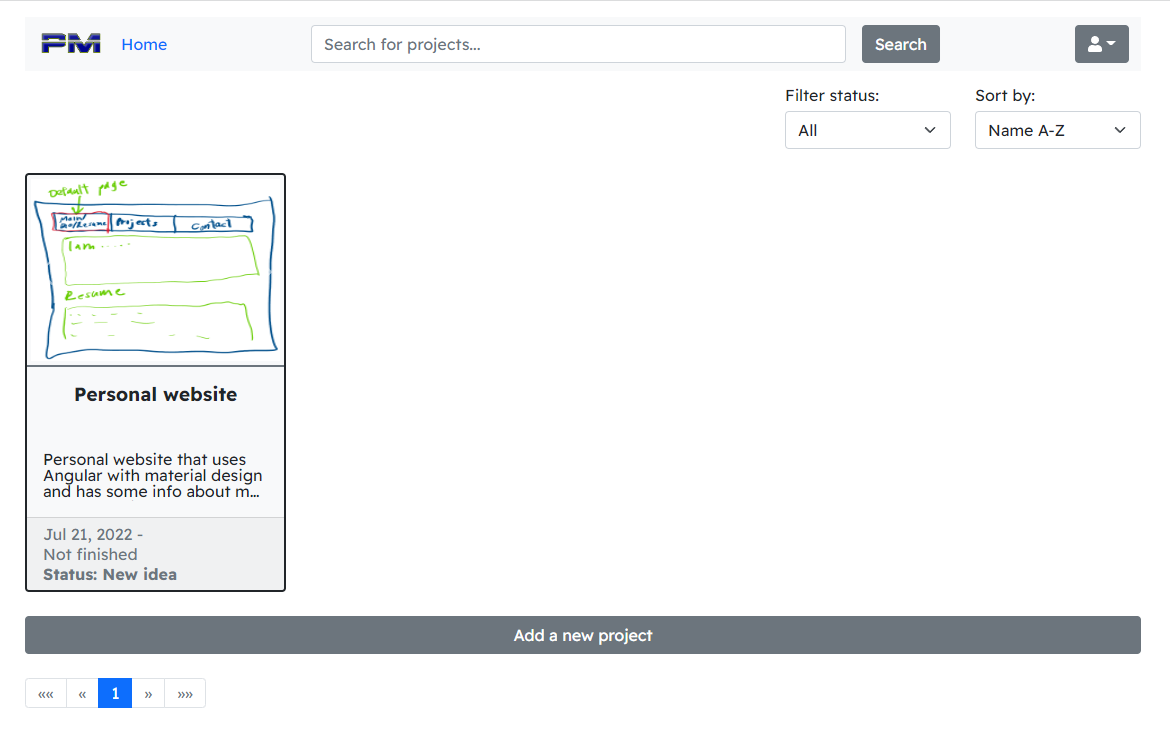 PM Home Search for projects... Search
Filter status: Sort by:
All Name A-Z
Default page
Main/ Projects Contact
I am .....
Resume
Personal website
Personal website that uses
Angular with material design
and has some info about m...
Jul 21, 2022 -
Not finished
Status: New idea
Add a new project
«« « 1 » »»